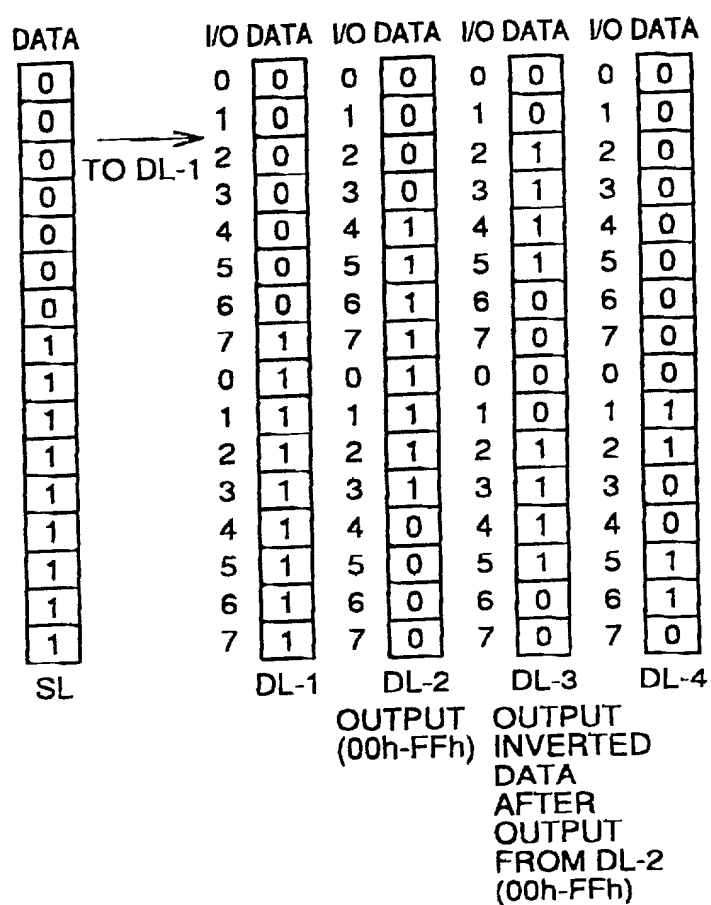 DATA I/O DATA I/O DATA I/O DATA I/O DATA
0 0 0 0 0 0 0 0 0
0 1 0 1 0 1 0 1 0
0 2 0 2 0 2 1 2 0
0 3 0 3 0 3 1 3 0
0 4 0 4 1 4 1 4 0
0 5 0 5 1 5 1 5 0
0 6 0 6 1 6 0 6 0
1 7 1 7 1 7 0 7 0
1 0 1 0 1 0 0 0 0
1 1 1 1 1 1 0 1 1
1 2 1 2 1 2 1 2 1
1 3 1 3 1 3 1 3 0
1 4 1 4 0 4 1 4 0
1 5 1 5 0 5 1 5 1
1 6 1 6 0 6 0 6 1
1 7 1 7 0 7 0 7 0
TO DL-1
SL DL-1 DL-2 DL-3 DL-4
OUTPUT
(00h-FFh)
OUTPUT
INVERTED
DATA
AFTER
OUTPUT
FROM DL-2
(00h-FFh)